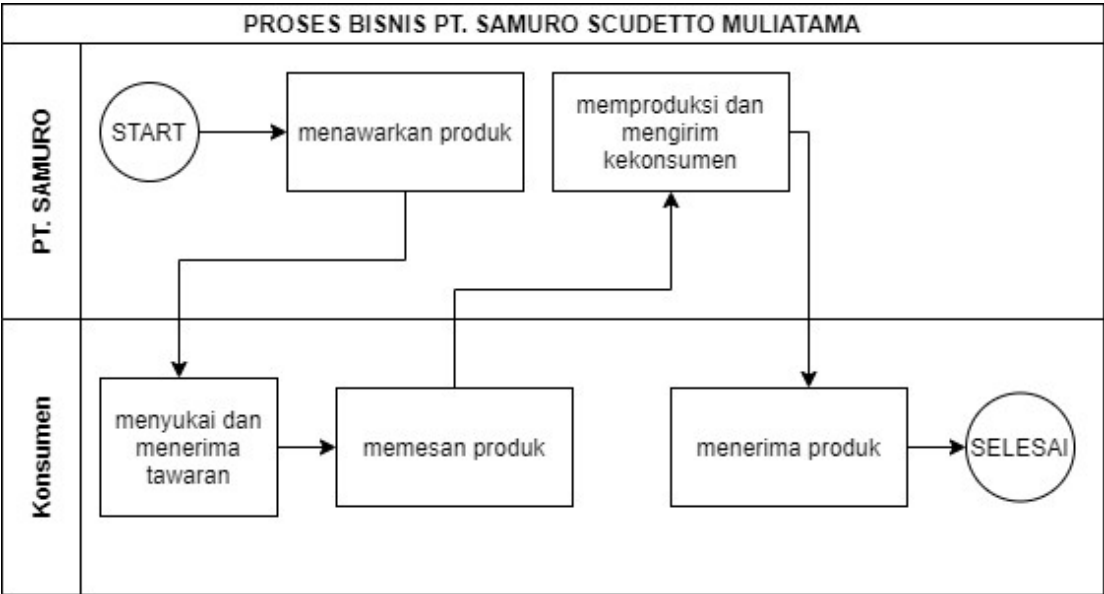 PROSES BISNIS PT. SAMURO SCUDETTO MULIATAMA
PT. SAMURO
START
menawarkan produk
memproduksi dan
mengirim
kekonsumen
Konsumen
menyukai dan
menerima
tawaran
memesan produk
menerima produk
SELESAI